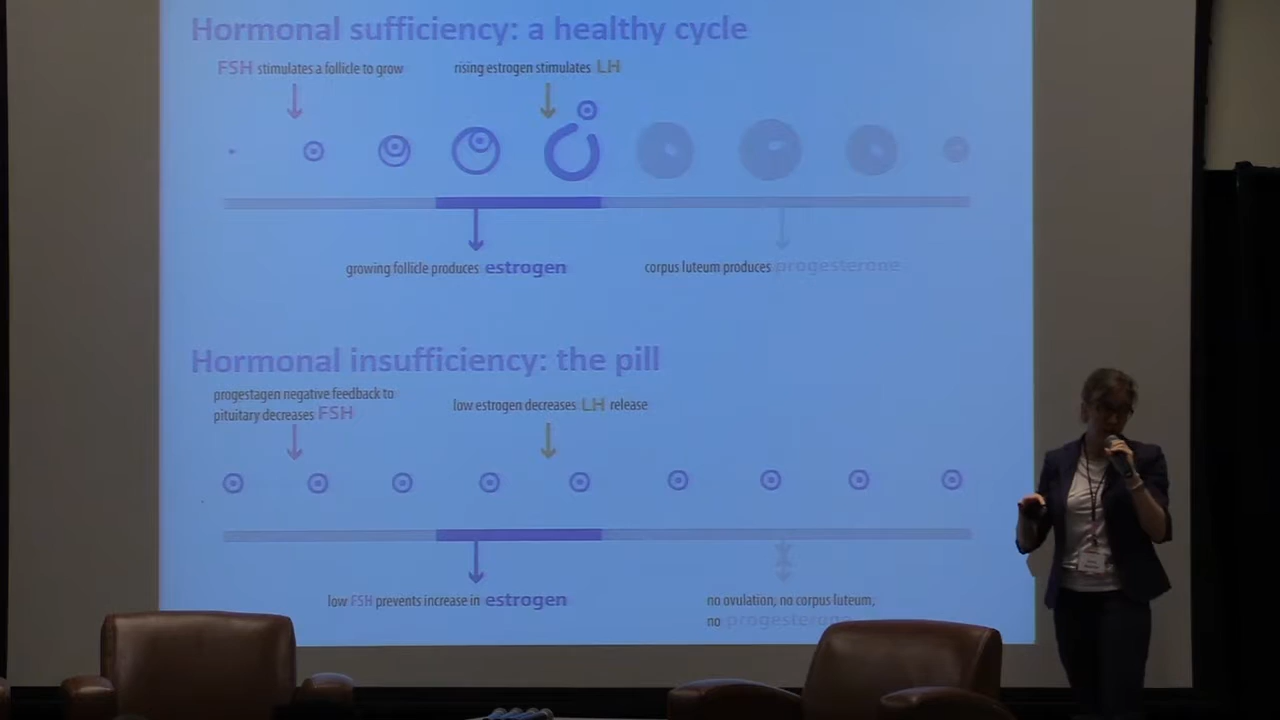 Hormonal sufficiency: a healthy cycle
FSH stimulates a follicle to grow
rising estrogen stimulates LH
growing follicle produces estrogen
corpus luteum produces progesterone
Hormonal insufficiency: the pill
progestagen negative feedback to
pituitary decreases FSH
low estrogen decreases LH release
low FSH prevents increase in estrogen
no ovulation, no corpus luteum,
no progesterone